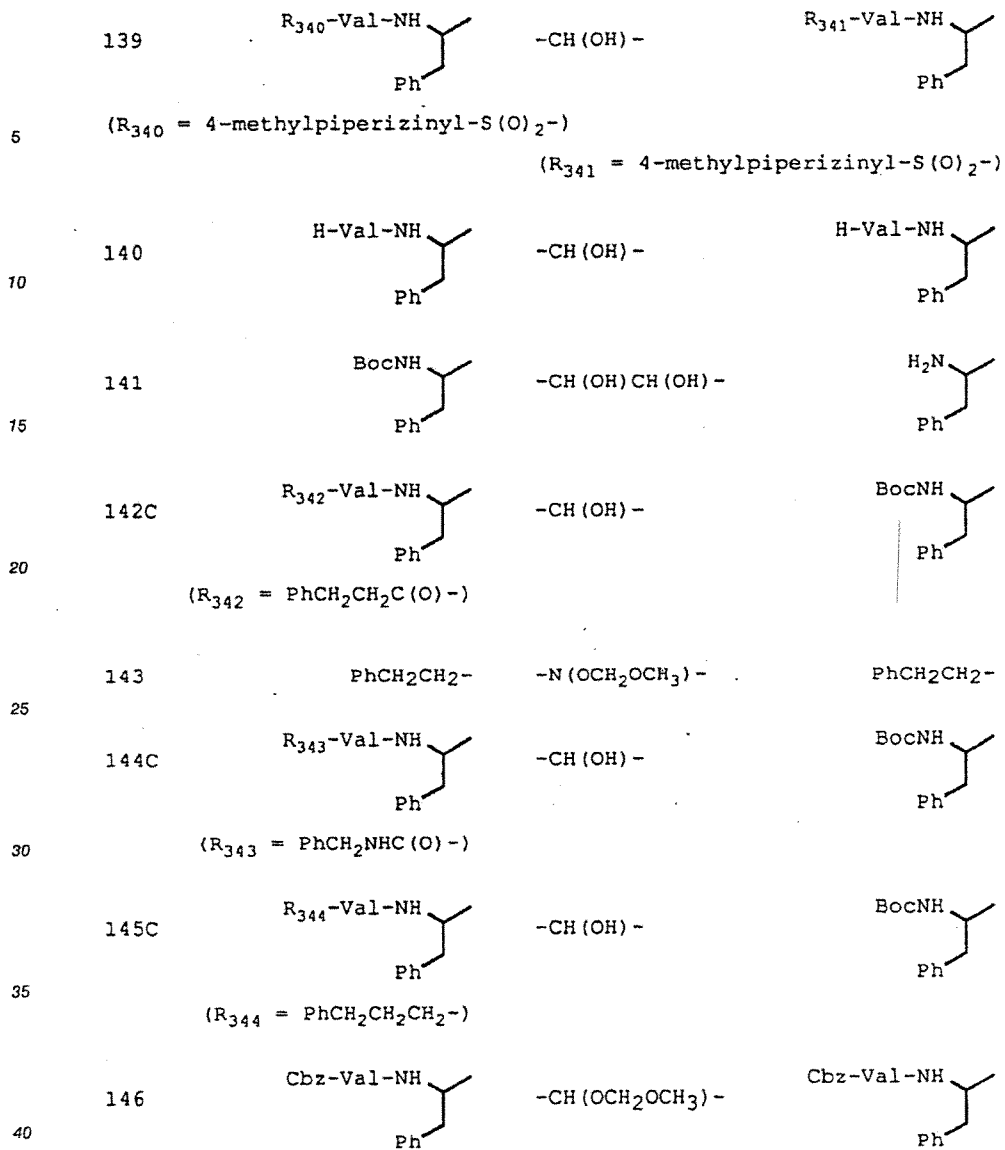 139 R₃₄₀-Val-NH -CH(OH)- R₃₄₁-Val-NH
Ph Ph
5 (R₃₄₀ = 4-methylpiperizinyl-S(O)₂-)
(R₃₄₁ = 4-methylpiperizinyl-S(O)₂-)
H-Val-NH H-Val-NH
140 -CH(OH)-
10 Ph Ph
BocNH H₂N
141 -CH(OH)CH(OH)-
15 Ph Ph
R₃₄₂-Val-NH BocNH
142C -CH(OH)-
Ph Ph
20
(R₃₄₂ = PhCH₂CH₂C(O)-)
143 PhCH2CH2- -N(OCH₂OCH₃)- PhCH2CH2-
25
R₃₄₃-Val-NH BocNH
144C -CH(OH)-
Ph Ph
30 (R₃₄₃ = PhCH₂NHC(O)-)
R₃₄₄-Val-NH BocNH
145C -CH(OH)-
Ph Ph
35
(R₃₄₄ = PhCH₂CH₂CH₂-)
Cbz-Val-NH Cbz-Val-NH
146 -CH(OCH₂OCH₃)-
40 Ph Ph